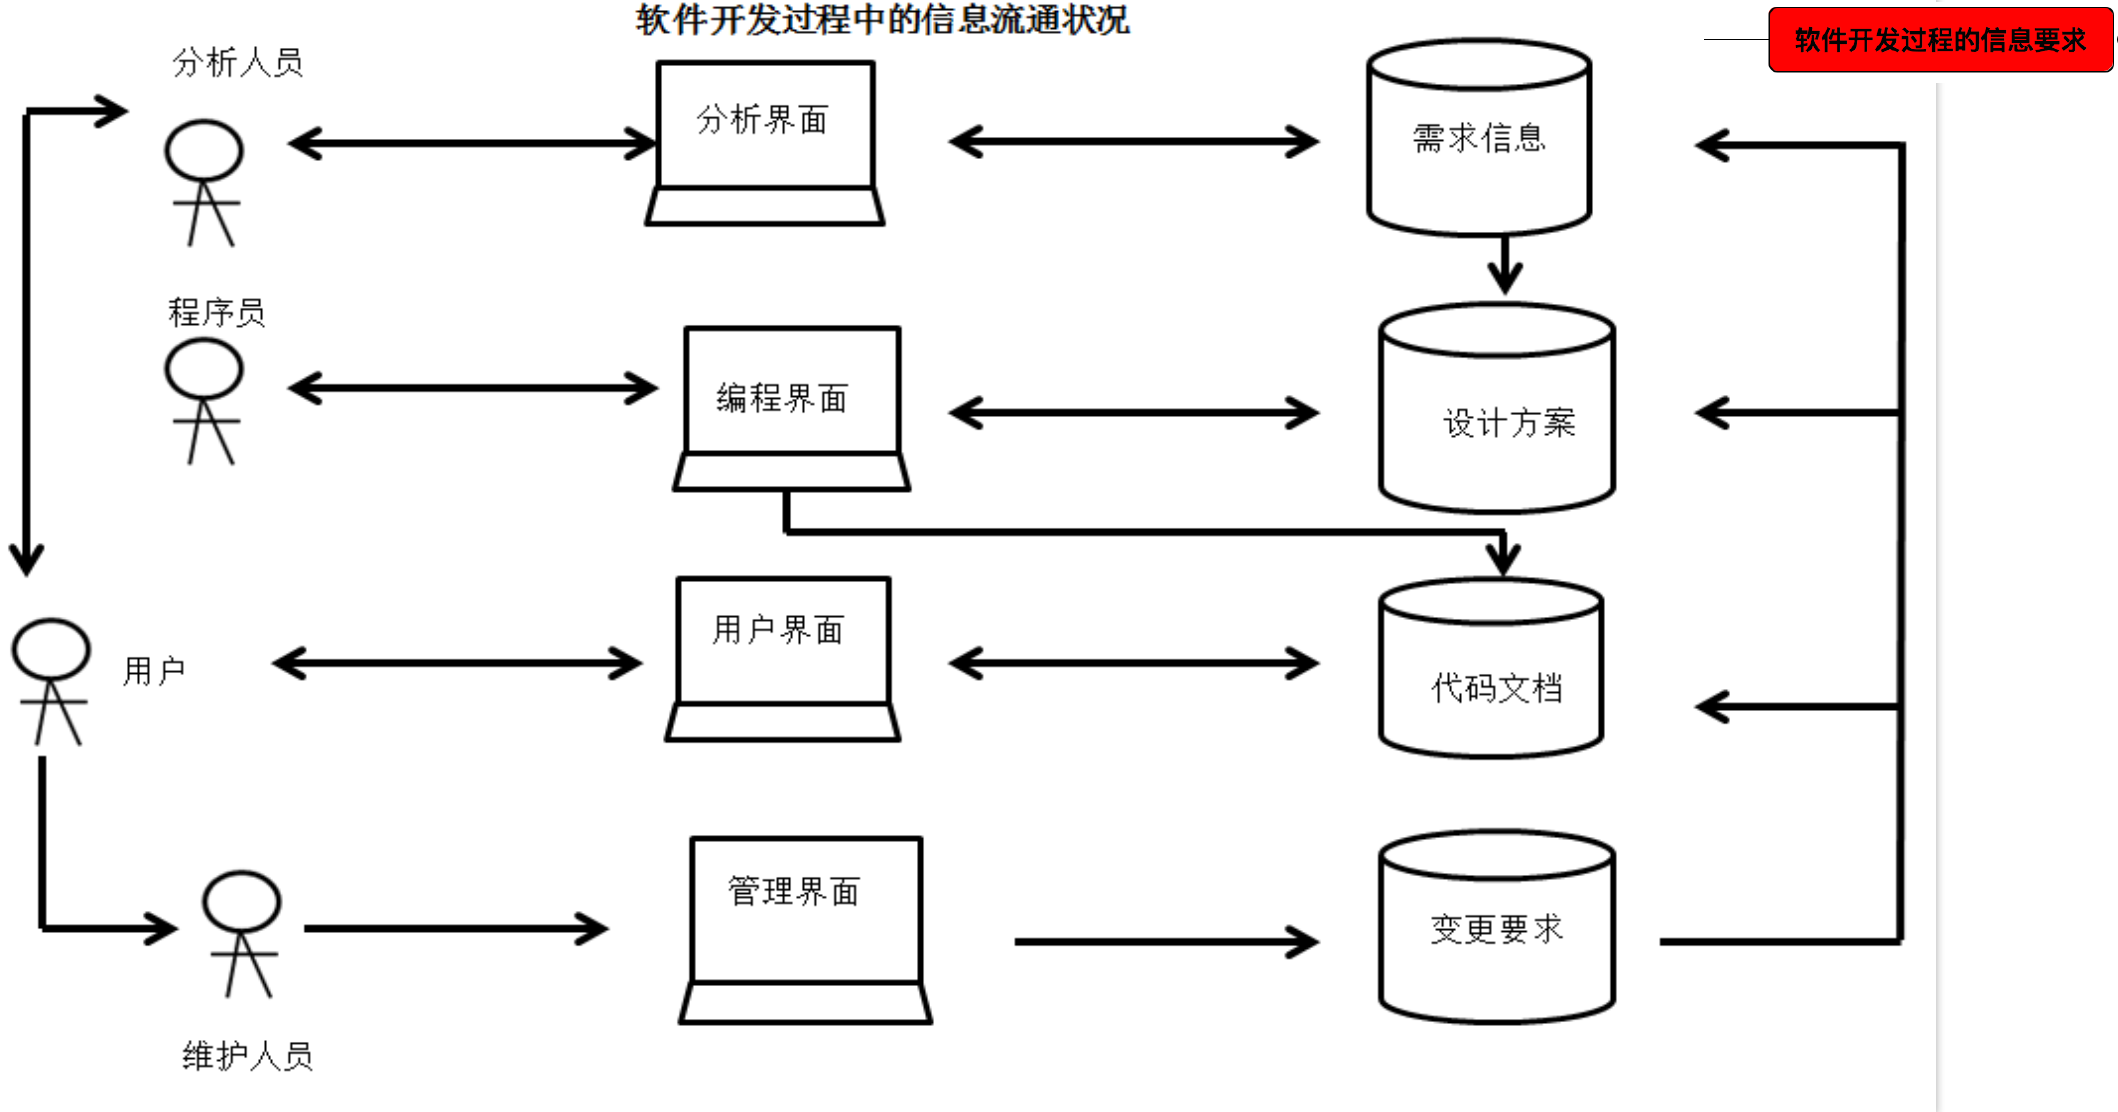 软件开发过程中的信息流通状况
软件开发过程的信息要求
分析人员
分析界面
需求信息
程序员
编程界面
设计方案
用户
用户界面
代码文档
管理界面
变更要求
维护人员